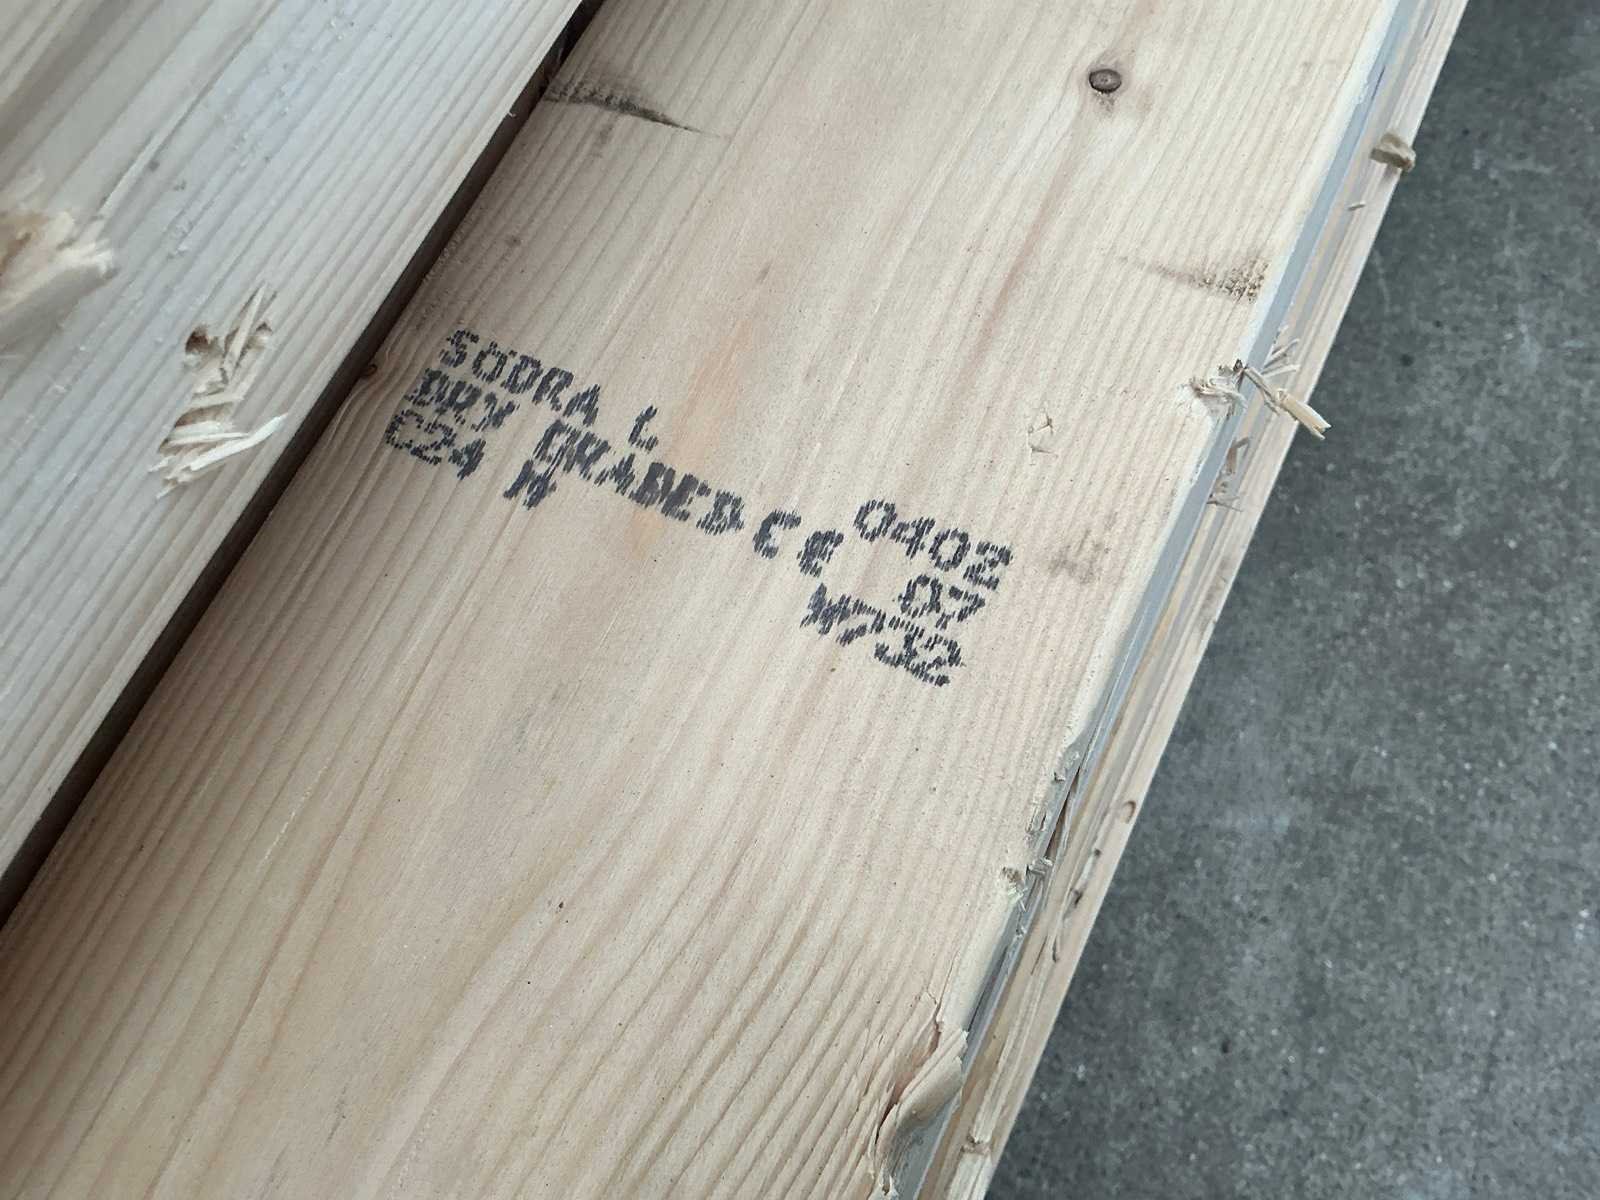 SÖDRA L
DRY GRADED CE 0402
C24 M 07
W732